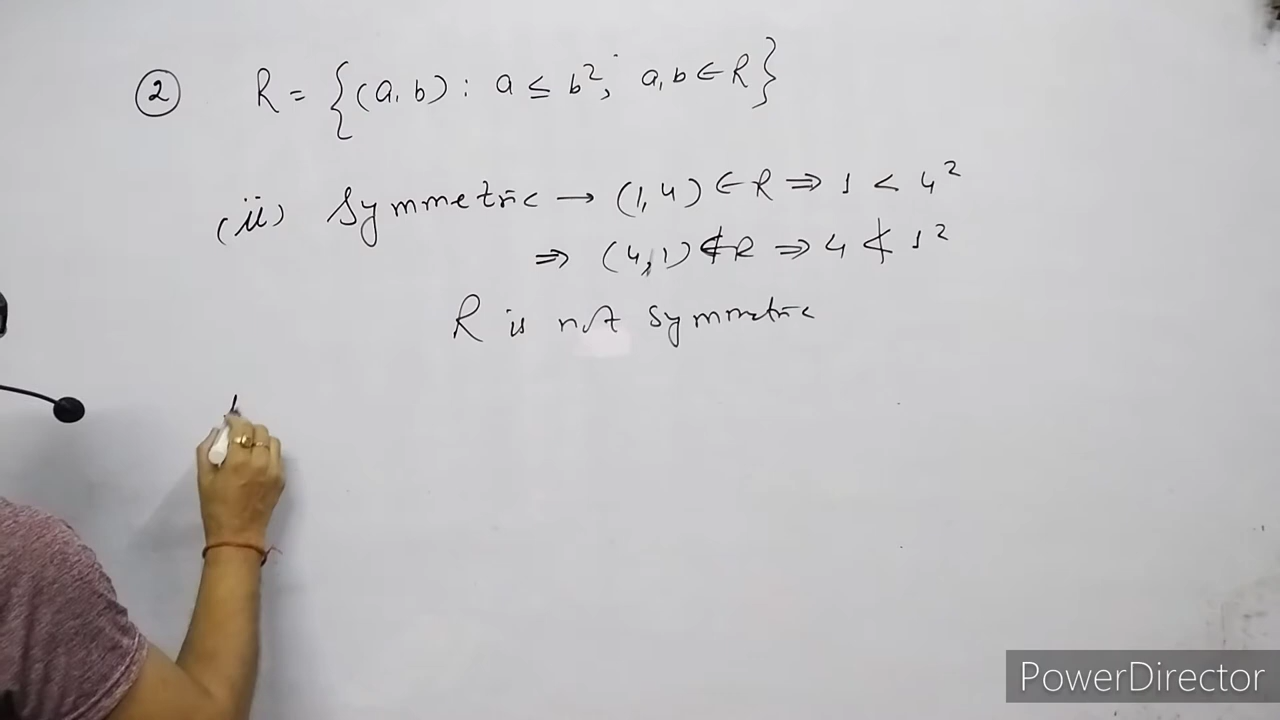 ② R = {(a, b) : a ≤ b², a, b ∈ R}
(ii) Symmetric → (1, 4) ∈ R ⇒ 1 < 4²
⇒ (4, 1) ∉ R ⇒ 4 ≮ 1²
R is not symmetric
PowerDirector